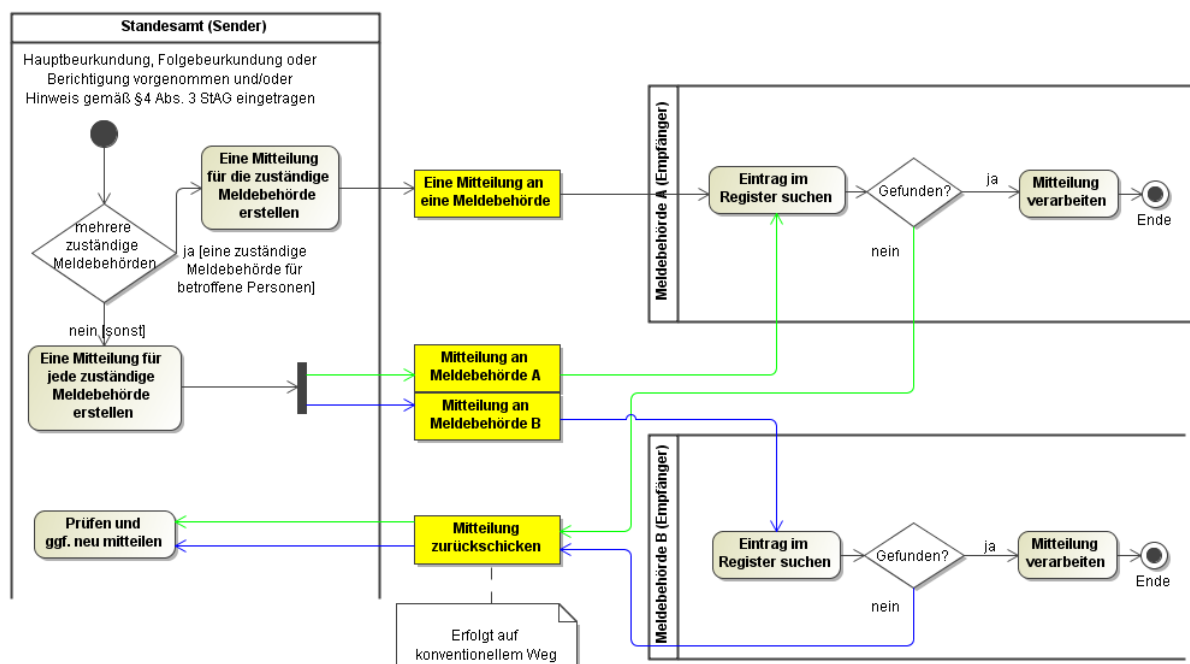 Standesamt (Sender)
Hauptbeurkundung, Folgebeurkundung oder
Berichtigung vorgenommen und/oder
Hinweis gemäß §4 Abs. 3 StAG eingetragen
Eine Mitteilung
für die zuständige
Meldebehörde
erstellen
mehrere
zuständige
Meldebehörden
ja [eine zuständige
Meldebehörde für
betroffene Personen]
nein [sonst]
Eine Mitteilung für
jede zuständige
Meldebehörde
erstellen
Prüfen und
ggf. neu mitteilen
Eine Mitteilung an
eine Meldebehörde
Mitteilung an
Meldebehörde A
Mitteilung an
Meldebehörde B
Mitteilung
zurückschicken
Erfolgt auf
konventionellem Weg
Meldebehörde A (Empfänger)
Eintrag im
Register suchen
Gefunden?
ja
nein
Mitteilung
verarbeiten
Ende
Meldebehörde B (Empfänger)
Eintrag im
Register suchen
Gefunden?
ja
nein
Mitteilung
verarbeiten
Ende